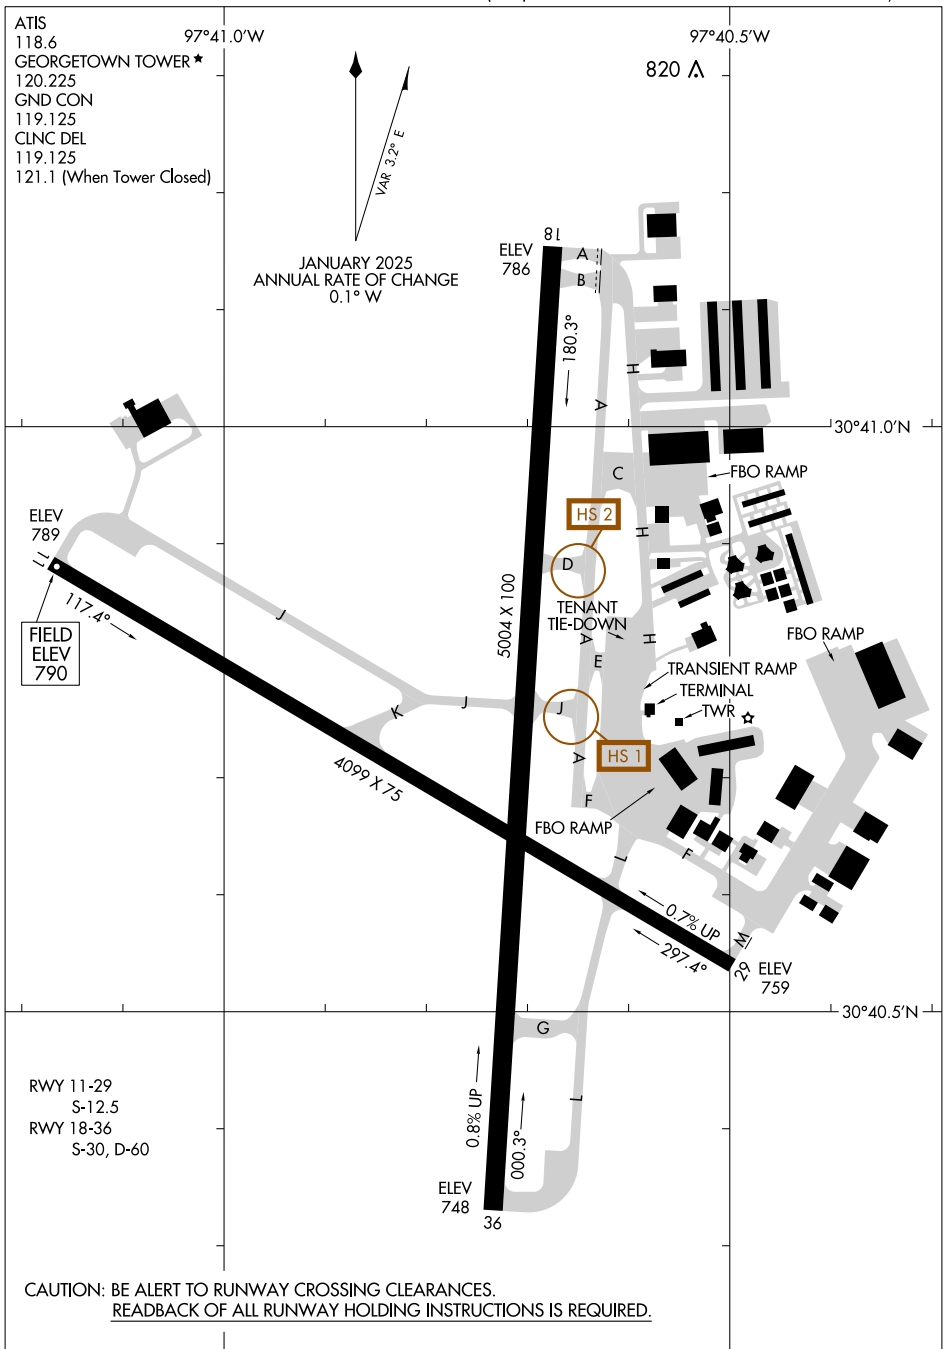 ATIS
118.6
GEORGETOWN TOWER ★
120.225
GND CON
119.125
CLNC DEL
119.125
121.1 (When Tower Closed)
97°41.0'W
97°40.5'W
820
VAR 3.2° E
JANUARY 2025
ANNUAL RATE OF CHANGE
0.1° W
18
ELEV
786
A
B
180.3°
H
A
30°41.0'N
C
FBO RAMP
HS 2
H
ELEV
789
11
D
117.4°
J
5004 X 100
TENANT
TIE-DOWN
A
H
E
FBO RAMP
FIELD
ELEV
790
TRANSIENT RAMP
TERMINAL
TWR
K
J
J
HS 1
A
4099 X 75
F
FBO RAMP
L
F
0.7% UP
297.4°
M
29
ELEV
759
30°40.5'N
G
RWY 11-29
S-12.5
RWY 18-36
S-30, D-60
0.8% UP
000.3°
L
ELEV
748
36
CAUTION: BE ALERT TO RUNWAY CROSSING CLEARANCES.
READBACK OF ALL RUNWAY HOLDING INSTRUCTIONS IS REQUIRED.